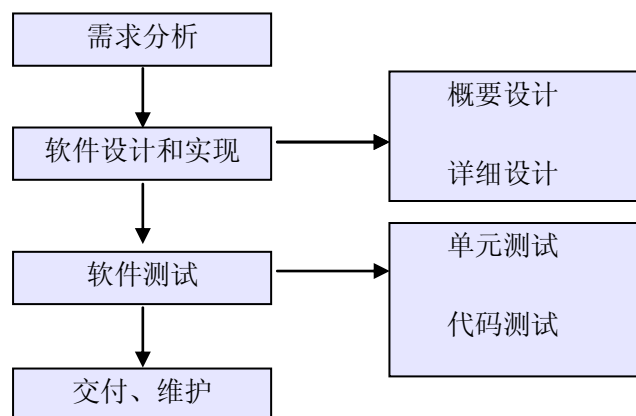 需求分析
概要设计
软件设计和实现
详细设计
单元测试
软件测试
代码测试
交付、维护